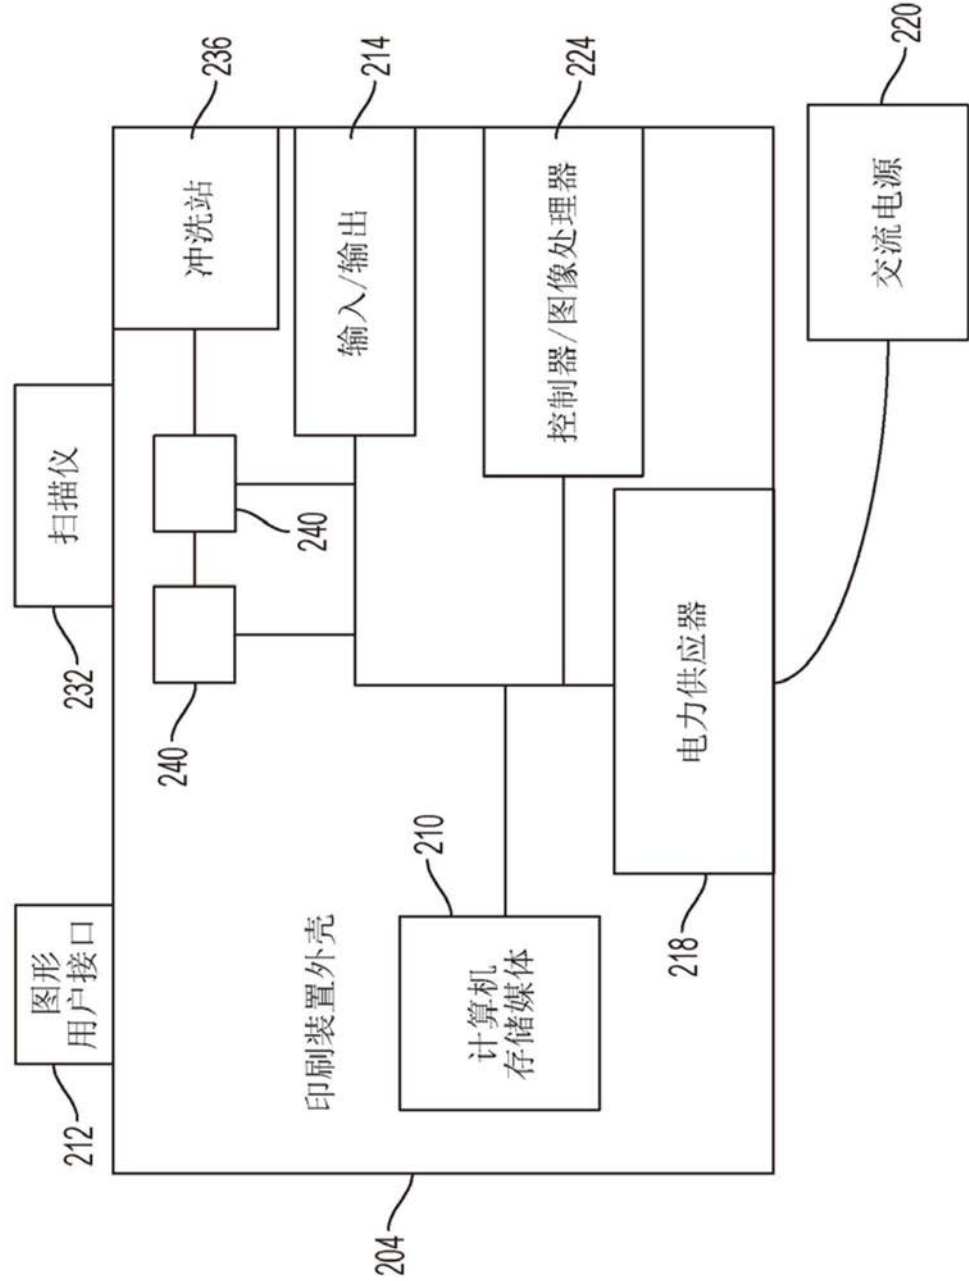 图形
用户接口
212
扫描仪
232
冲洗站
236
240
240
输入/输出
214
印刷装置外壳
计算机
存储媒体
210
控制器/图像处理器
224
电力供应器
218
交流电源
220
204